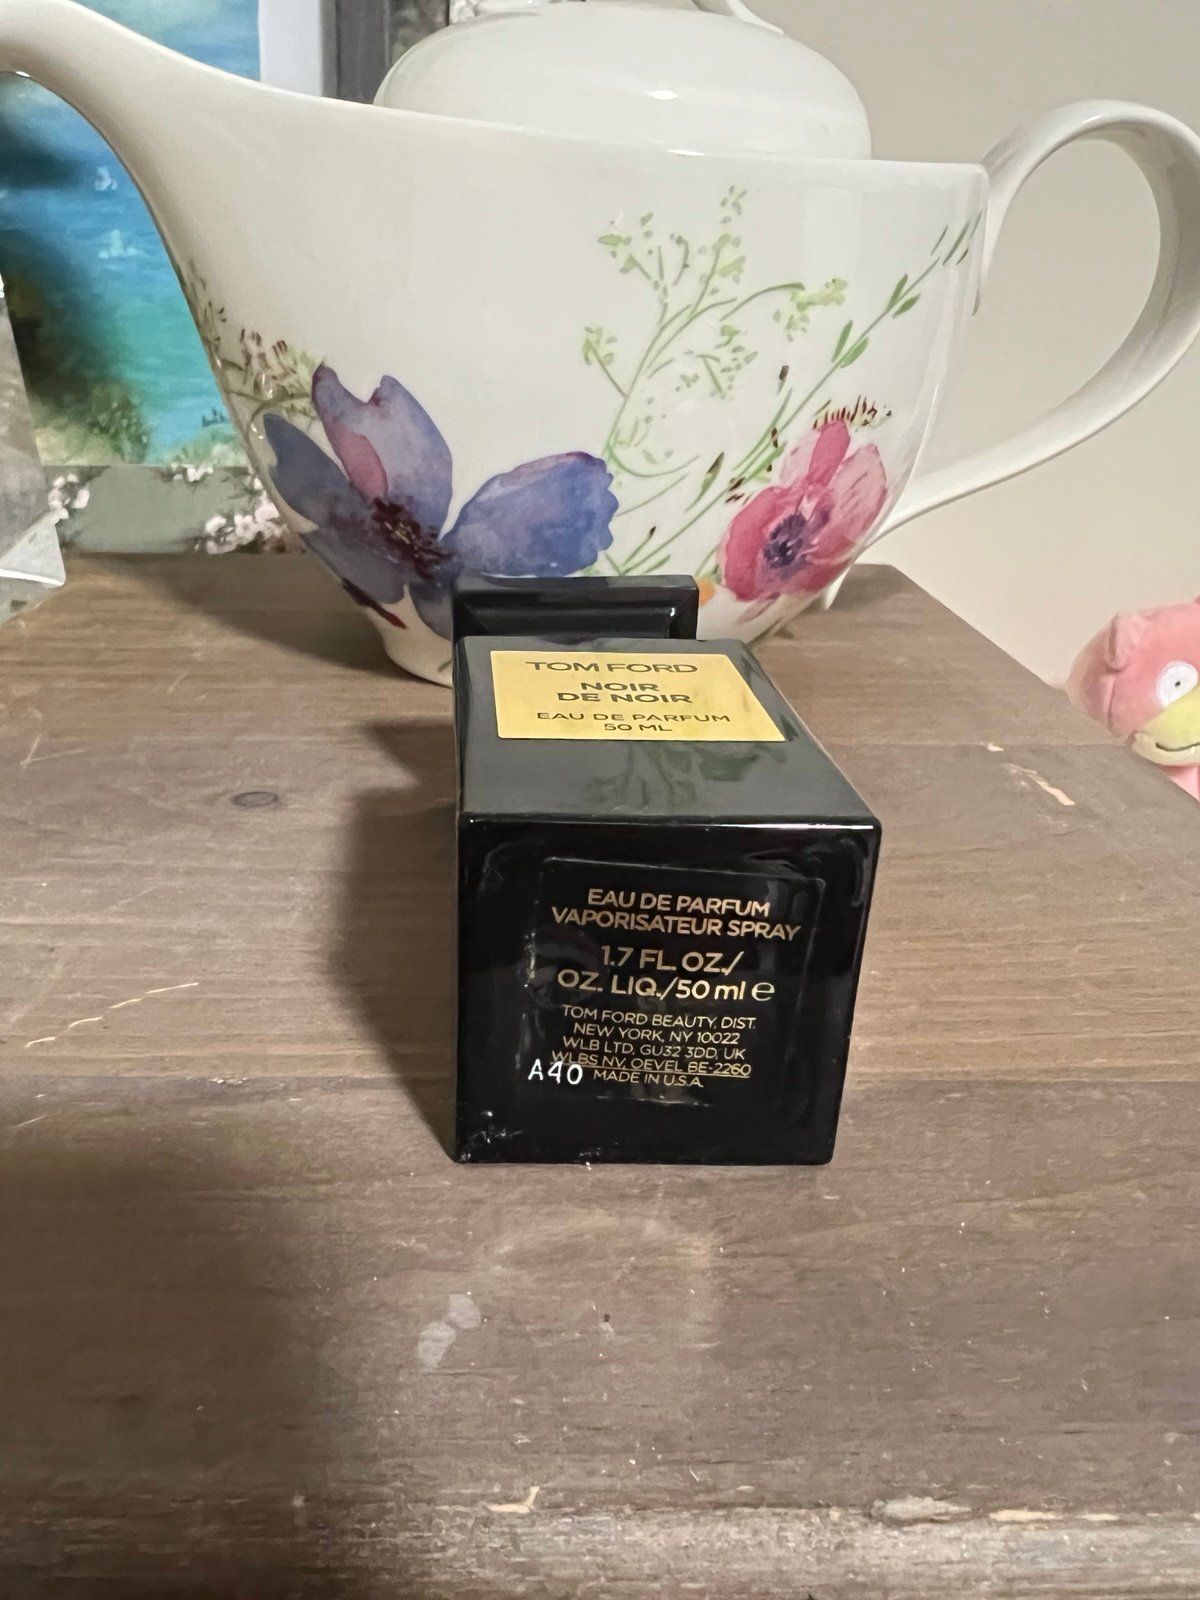 TOM FORD
NOIR
DE NOIR
EAU DE PARFUM
50 ML
EAU DE PARFUM
VAPORISATEUR SPRAY
1.7 FL. OZ./
OZ. LIQ./50 ml e
TOM FORD BEAUTY, DIST.
NEW YORK, NY 10022
WLB LTD, GU32 3DD, UK
WLBS NV, OEVEL BE-2260
A40 MADE IN U.S.A.